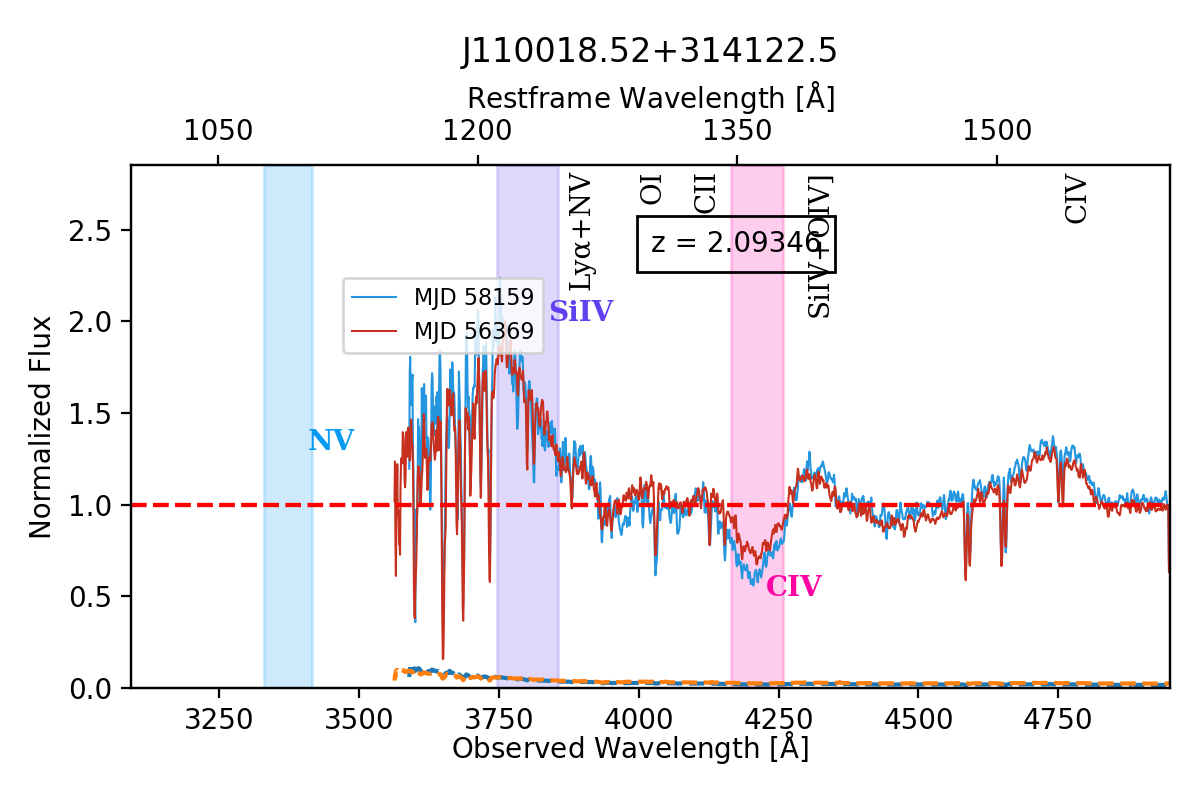 J110018.52+314122.5
Restframe Wavelength [Å]
1050 1200 1350 1500
Lyα+NV
OI
CII
SiIV+OIV]
CIV
z = 2.09346
MJD 58159
MJD 56369
SiIV
NV
CIV
Normalized Flux
2.5
2.0
1.5
1.0
0.5
0.0
3250 3500 3750 4000 4250 4500 4750
Observed Wavelength [Å]